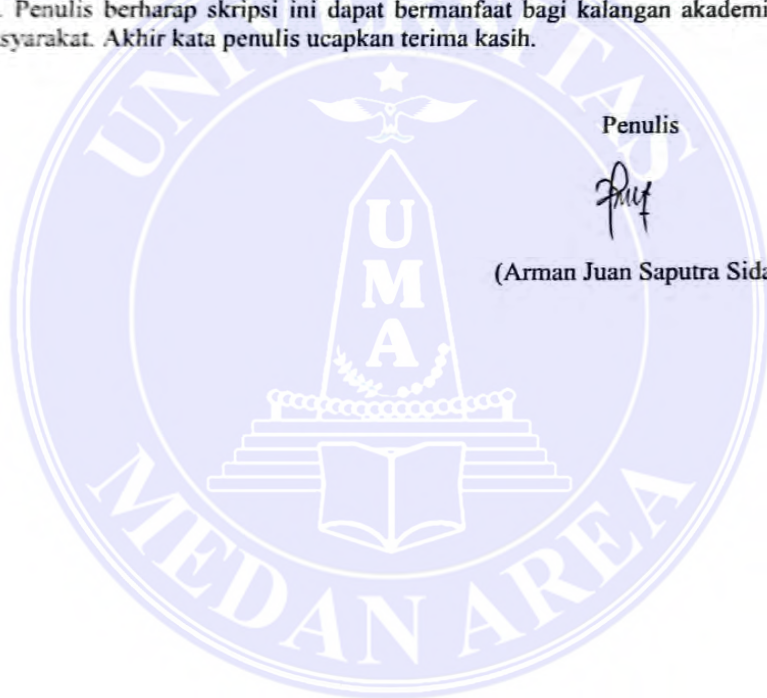 . Penulis berharap skripsi ini dapat bermanfaat bagi kalangan akademi
syarakat. Akhir kata penulis ucapkan terima kasih.
Penulis
(Arman Juan Saputra Sida
UNIVERSITAS
UMA
MEDAN AREA